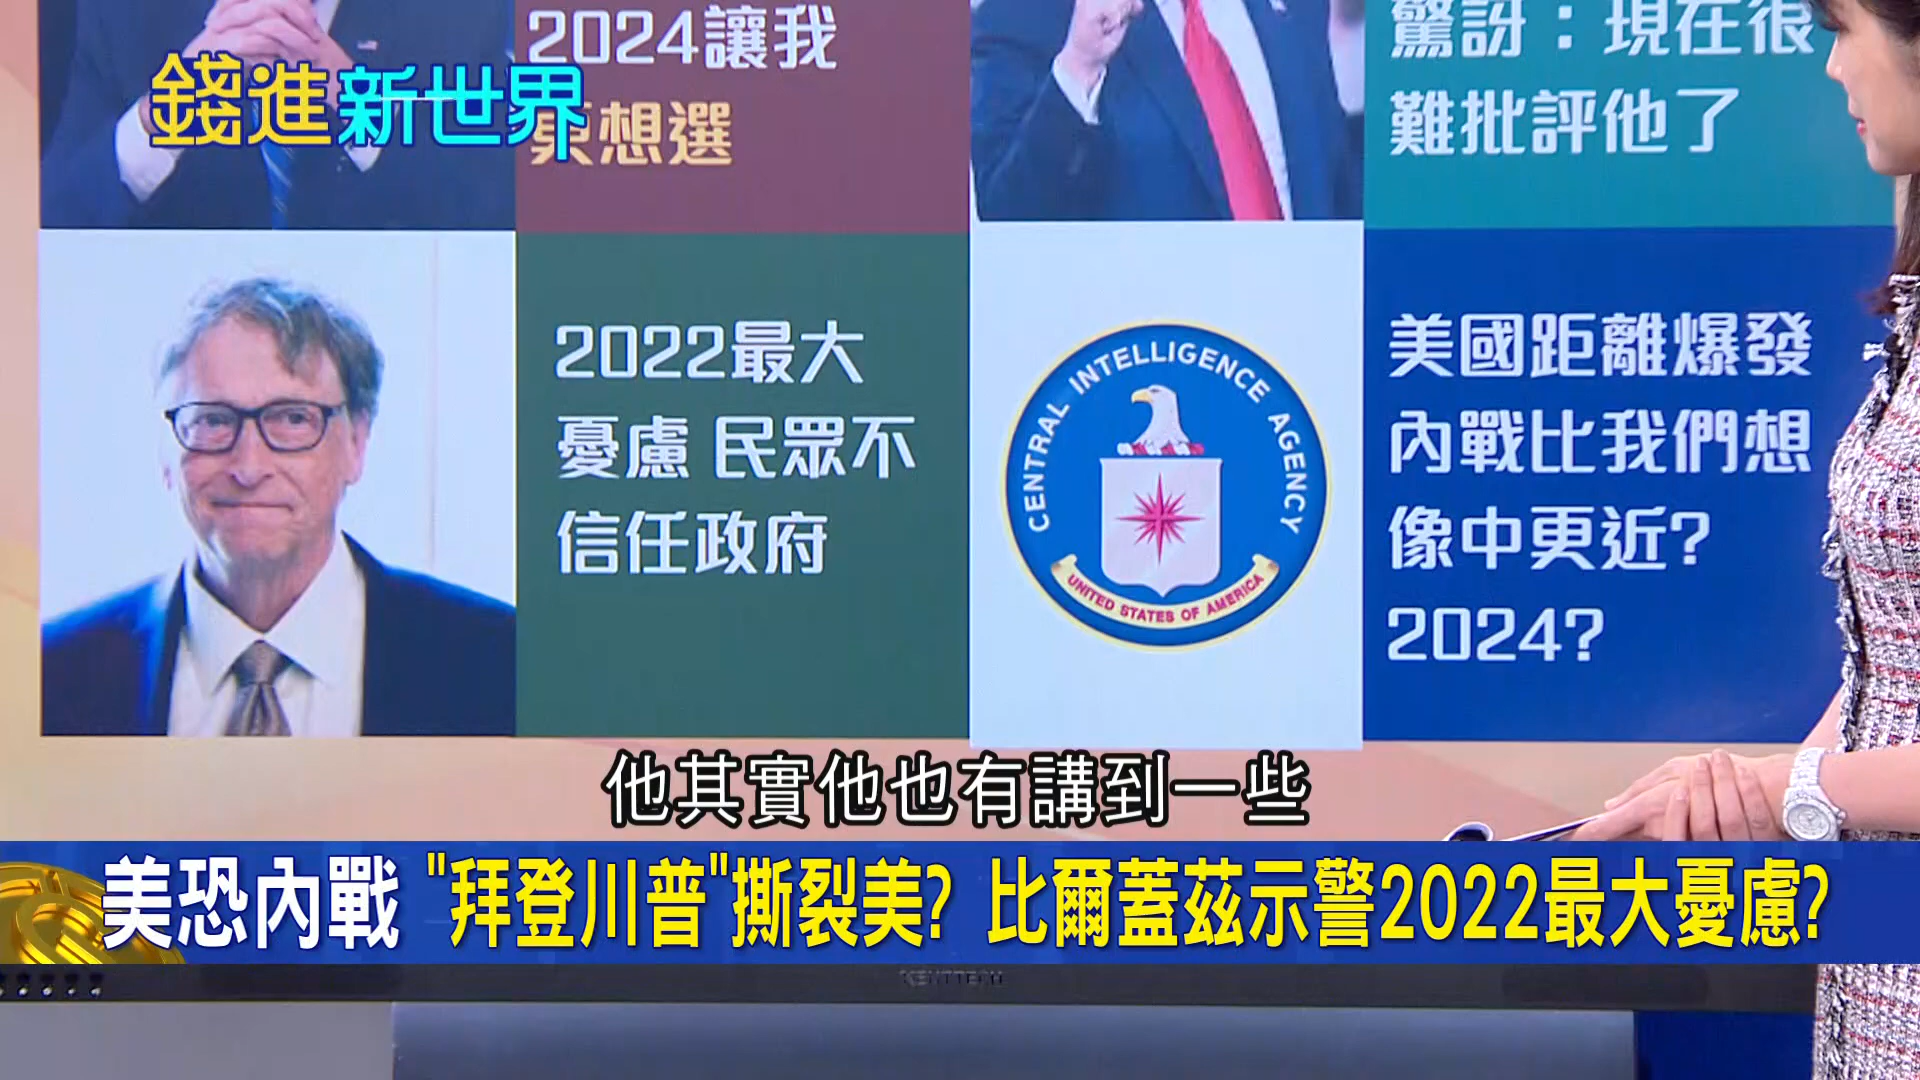 2024讓我
更想選
驚訝：現在很
難批評他了
錢進新世界
2022最大
憂慮 民眾不
信任政府
CENTRAL INTELLIGENCE AGENCY
UNITED STATES OF AMERICA
美國距離爆發
內戰比我們想
像中更近?
2024?
他其實他也有講到一些
美恐內戰 "拜登川普"撕裂美? 比爾蓋茲示警2022最大憂慮?